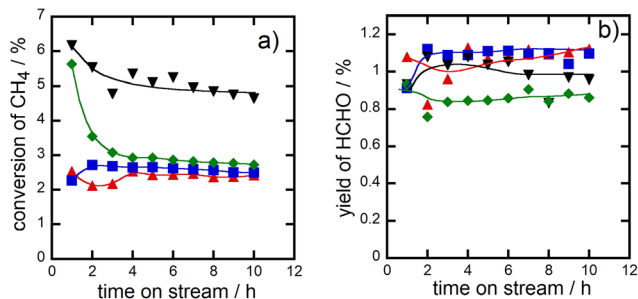 a)
conversion of CH4 / %
7
6
5
4
3
2
1
0
0 2 4 6 8 10 12
time on stream / h
b)
yield of HCHO / %
1.2
1
0.8
0.6
0.4
0.2
0
0 2 4 6 8 10 12
time on stream / h